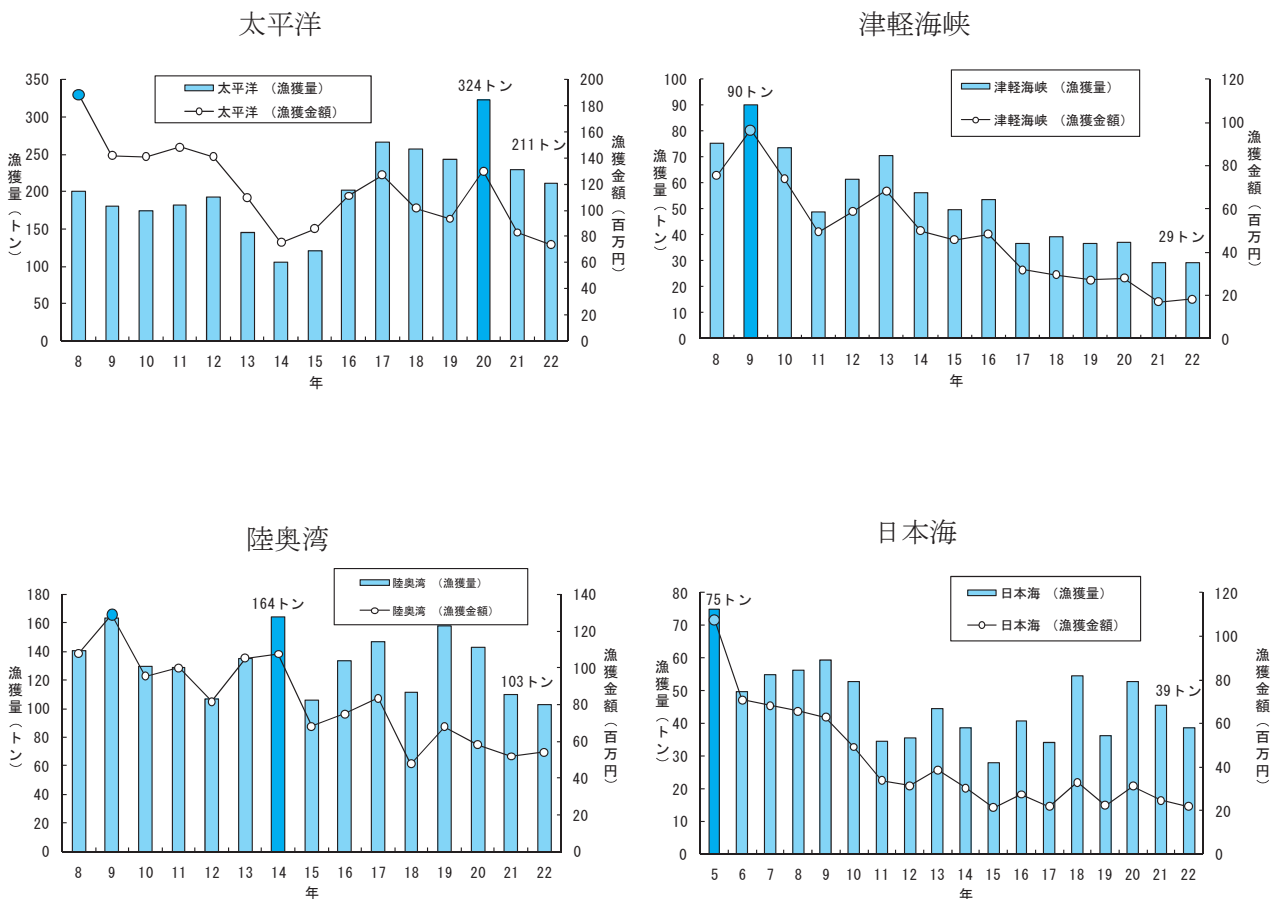 太平洋
太平洋 (漁獲量)
太平洋 (漁獲金額)
漁獲量(トン)
漁獲金額(百万円)
350
300
250
200
150
100
50
0
200
180
160
140
120
100
80
60
40
20
0
324トン
211トン
8 9 10 11 12 13 14 15 16 17 18 19 20 21 22
年
津軽海峡
津軽海峡 (漁獲量)
津軽海峡 (漁獲金額)
漁獲量(トン)
漁獲金額(百万円)
100
90
80
70
60
50
40
30
20
10
0
120
100
80
60
40
20
0
90トン
29トン
8 9 10 11 12 13 14 15 16 17 18 19 20 21 22
年
陸奥湾
陸奥湾 (漁獲量)
陸奥湾 (漁獲金額)
漁獲量(トン)
漁獲金額(百万円)
180
160
140
120
100
80
60
40
20
0
140
120
100
80
60
40
20
0
164トン
103トン
8 9 10 11 12 13 14 15 16 17 18 19 20 21 22
年
日本海
日本海 (漁獲量)
日本海 (漁獲金額)
漁獲量(トン)
漁獲金額(百万円)
80
70
60
50
40
30
20
10
0
120
100
80
60
40
20
0
75トン
39トン
5 6 7 8 9 10 11 12 13 14 15 16 17 18 19 20 21 22
年